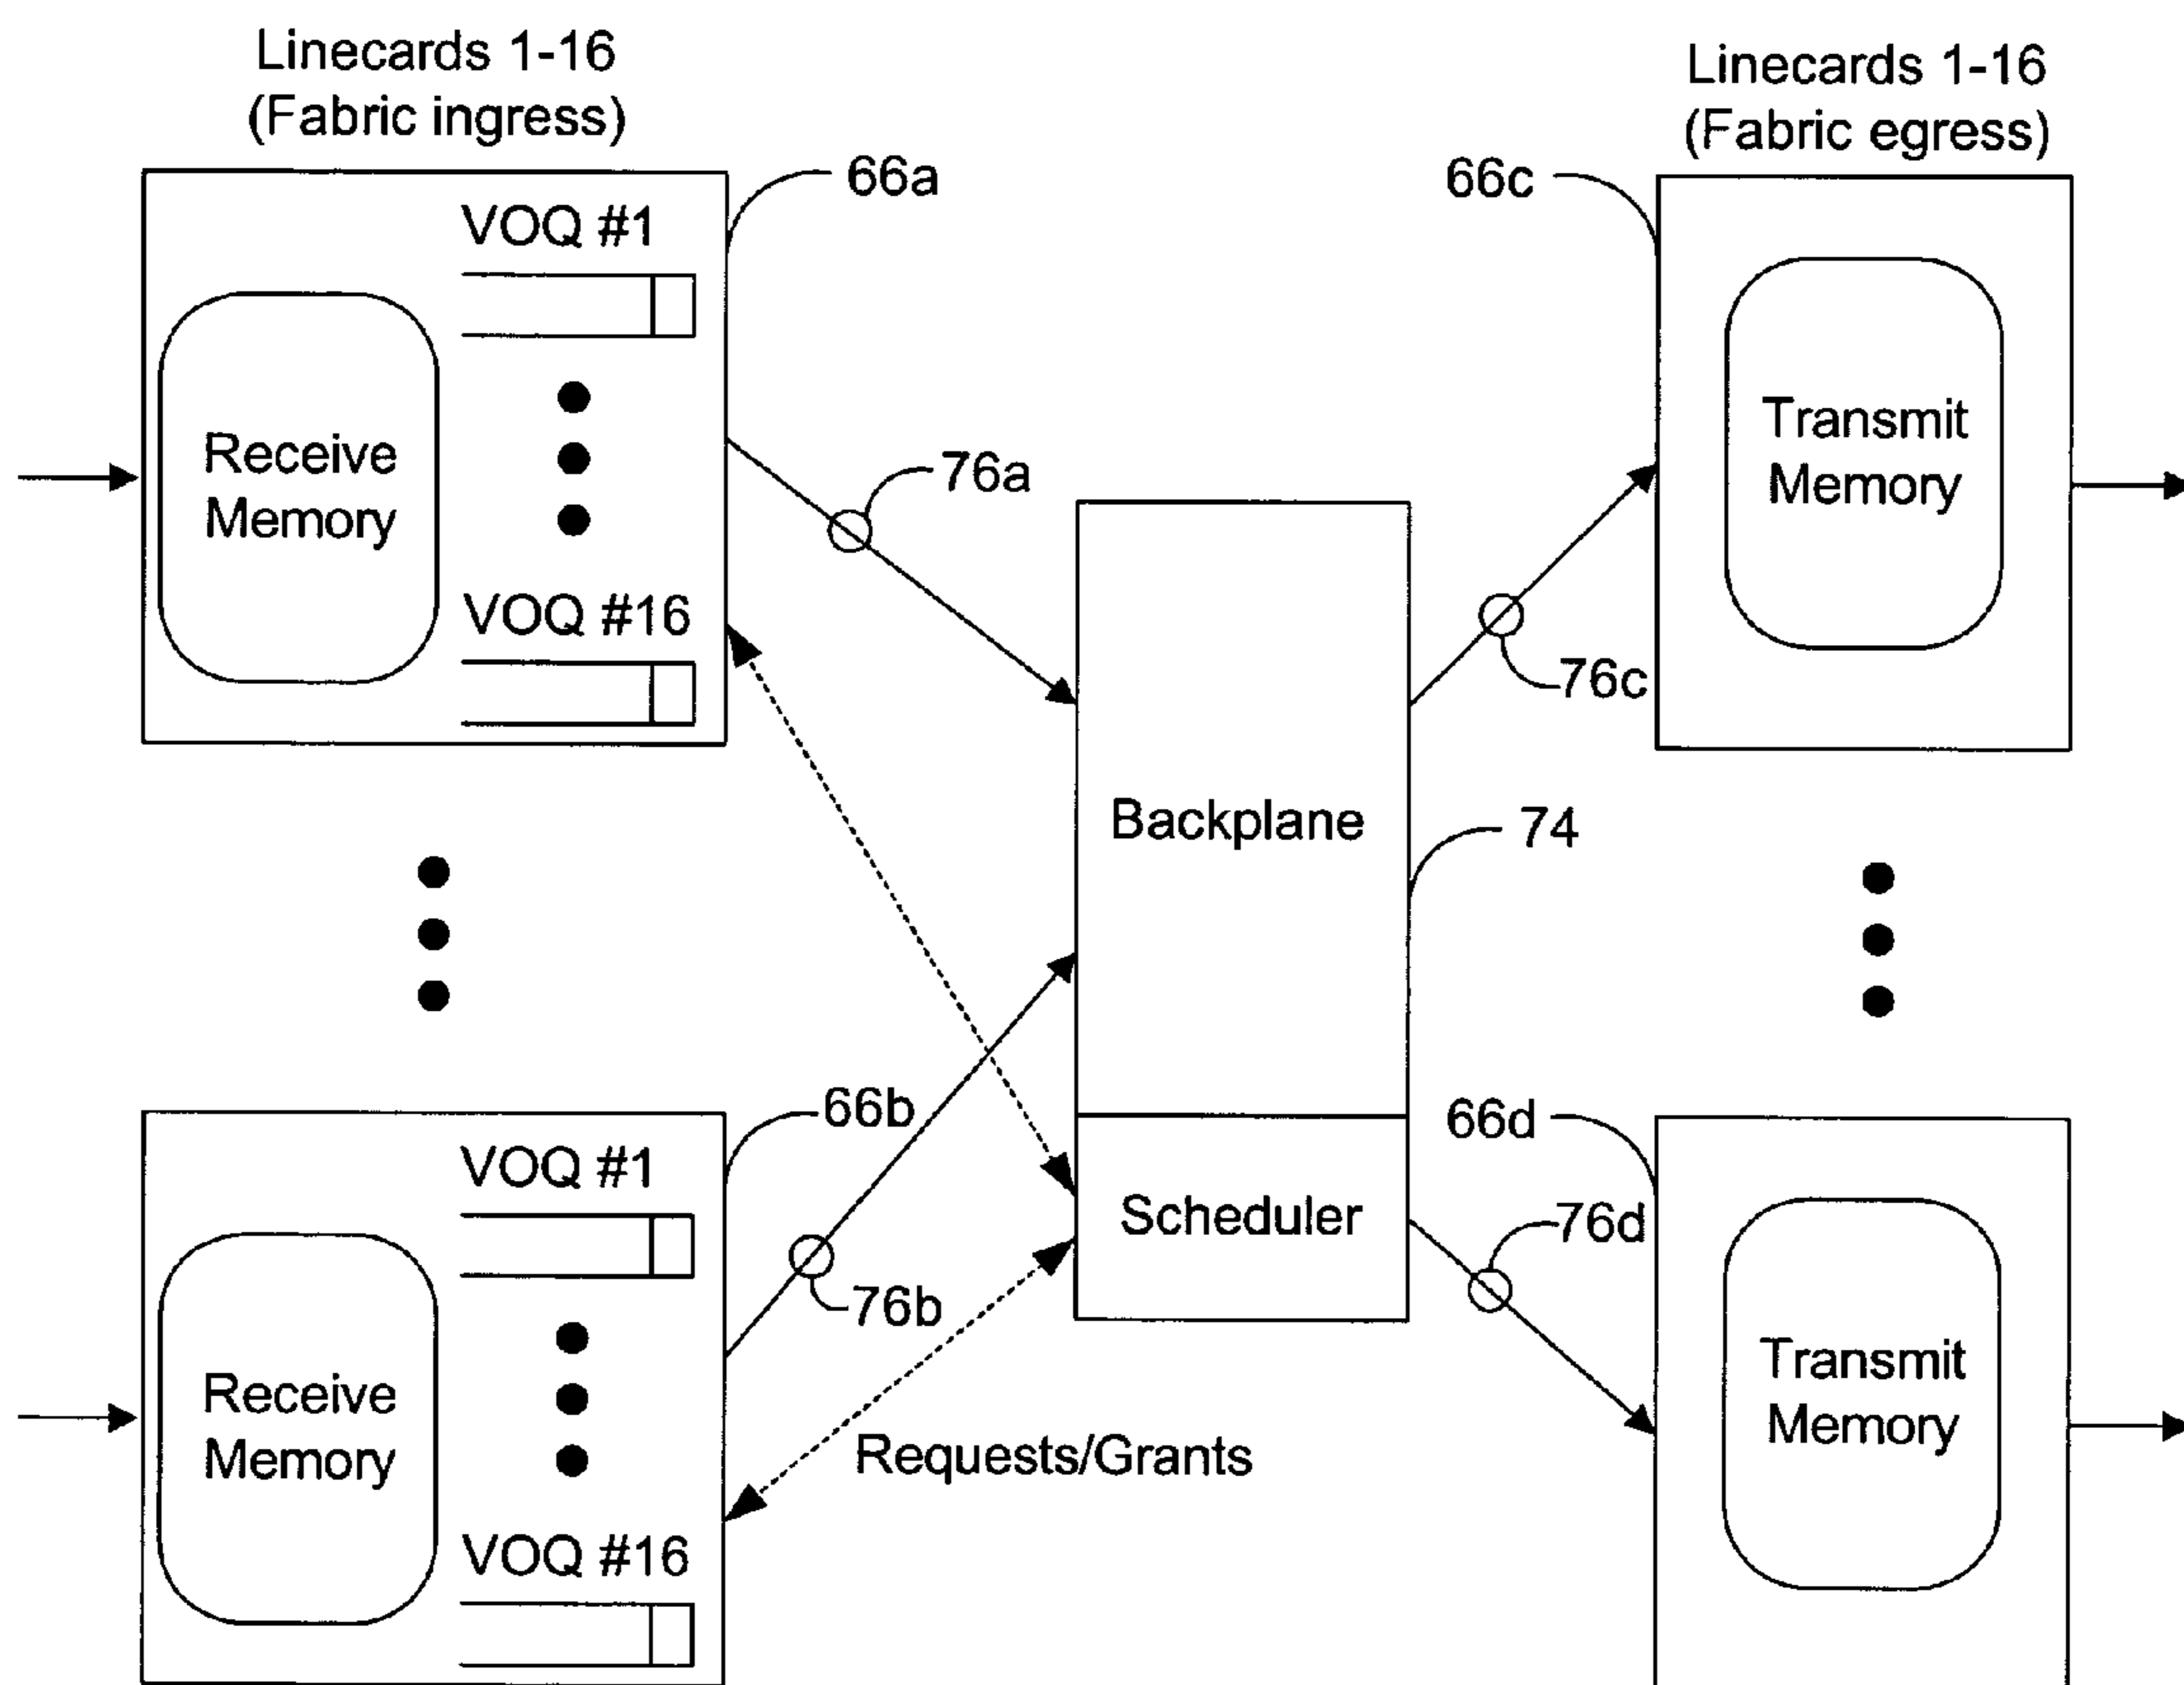 Linecards 1-16
(Fabric ingress)
Linecards 1-16
(Fabric egress)
66a
66c
VOQ #1
Receive
Memory
VOQ #16
76a
Transmit
Memory
76c
Backplane
74
66b
66d
VOQ #1
Scheduler
76d
76b
Receive
Memory
Transmit
Memory
Requests/Grants
VOQ #16